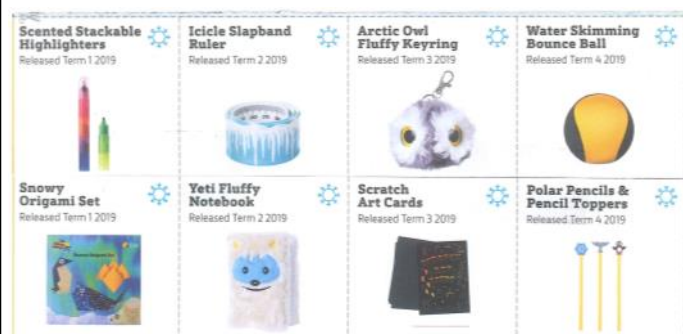 Scented Stackable
Highlighters
Released Term 1 2019
Icicle Slapband
Ruler
Released Term 2 2019
Arctic Owl
Fluffy Keyring
Released Term 3 2019
Water Skimming
Bounce Ball
Released Term 4 2019
Snowy
Origami Set
Released Term 1 2019
Yeti Fluffy
Notebook
Released Term 2 2019
Scratch
Art Cards
Released Term 3 2019
Polar Pencils &
Pencil Toppers
Released Term 4 2019